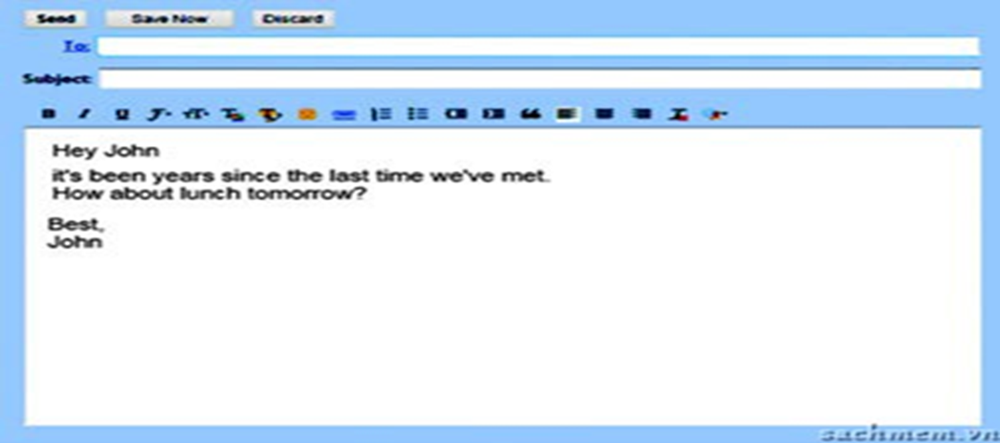 Send Save Now Discard
To:
Subject:
Hey John
it's been years since the last time we've met.
How about lunch tomorrow?
Best,
John
sachmem.vn